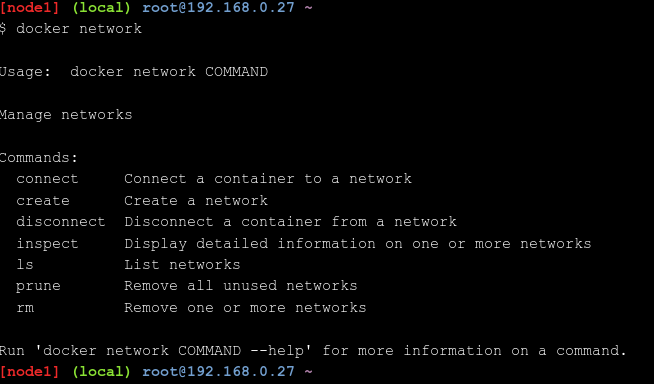 [node1] (local) root@192.168.0.27 ~
$ docker network
Usage:  docker network COMMAND
Manage networks
Commands:
  connect     Connect a container to a network
  create      Create a network
  disconnect  Disconnect a container from a network
  inspect     Display detailed information on one or more networks
  ls          List networks
  prune       Remove all unused networks
  rm          Remove one or more networks
Run 'docker network COMMAND --help' for more information on a command.
[node1] (local) root@192.168.0.27 ~